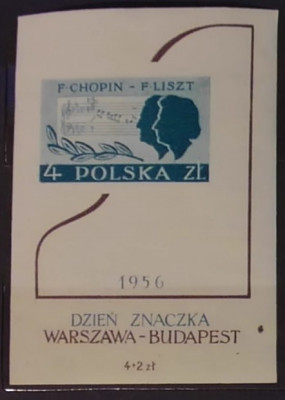 F·CHOPIN - F·LISZT
4 POLSKA ZŁ
1956
DZIEŃ ZNACZKA
WARSZAWA-BUDAPEST
4+2 zł